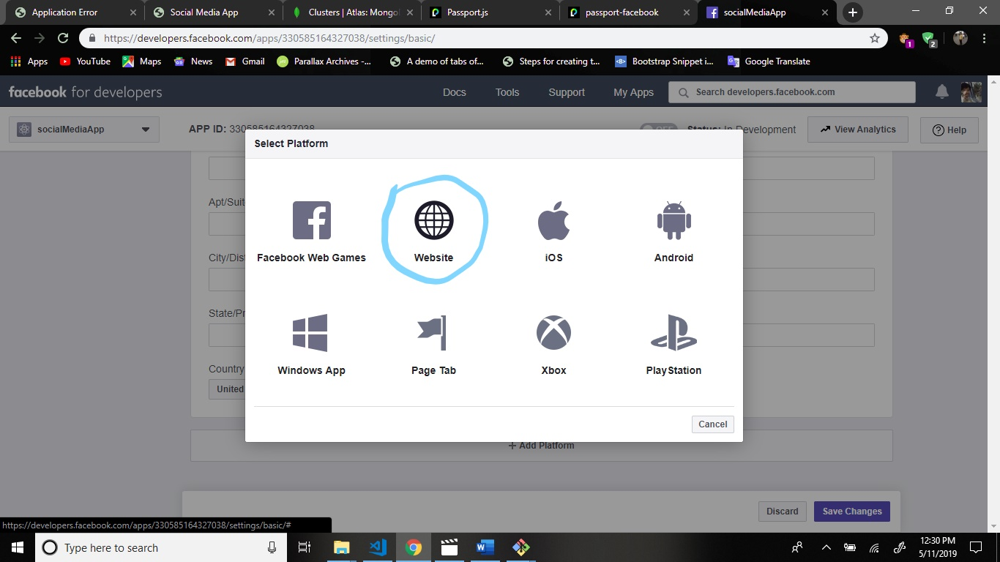 Application Error
Social Media App
Clusters | Atlas: Mongo
Passport.js
passport-facebook
socialMediaApp
https://developers.facebook.com/apps/330585164327038/settings/basic/
1
2
Apps
YouTube
Maps
News
Gmail
Parallax Archives -...
A demo of tabs of...
Steps for creating t...
Bootstrap Snippet i...
Google Translate
facebook for developers
Docs
Tools
Support
My Apps
Search developers.facebook.com
socialMediaApp
APP ID: 330585164327038
OFF
Status: In Development
View Analytics
Help
Select Platform
Apt/Suit
Facebook Web Games
Website
iOS
Android
City/Dist
State/Pr
Windows App
Page Tab
Xbox
PlayStation
Country
United
Cancel
+ Add Platform
Discard
Save Changes
https://developers.facebook.com/apps/330585164327038/settings/basic/#
Type here to search
12:30 PM
5/11/2019